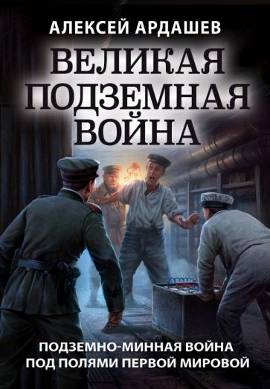 АЛЕКСЕЙ АРДАШЕВ
ВЕЛИКАЯ
ПОДЗЕМНАЯ
ВОЙНА
ПОДЗЕМНО-МИННАЯ ВОЙНА
ПОД ПОЛЯМИ ПЕРВОЙ МИРОВОЙ